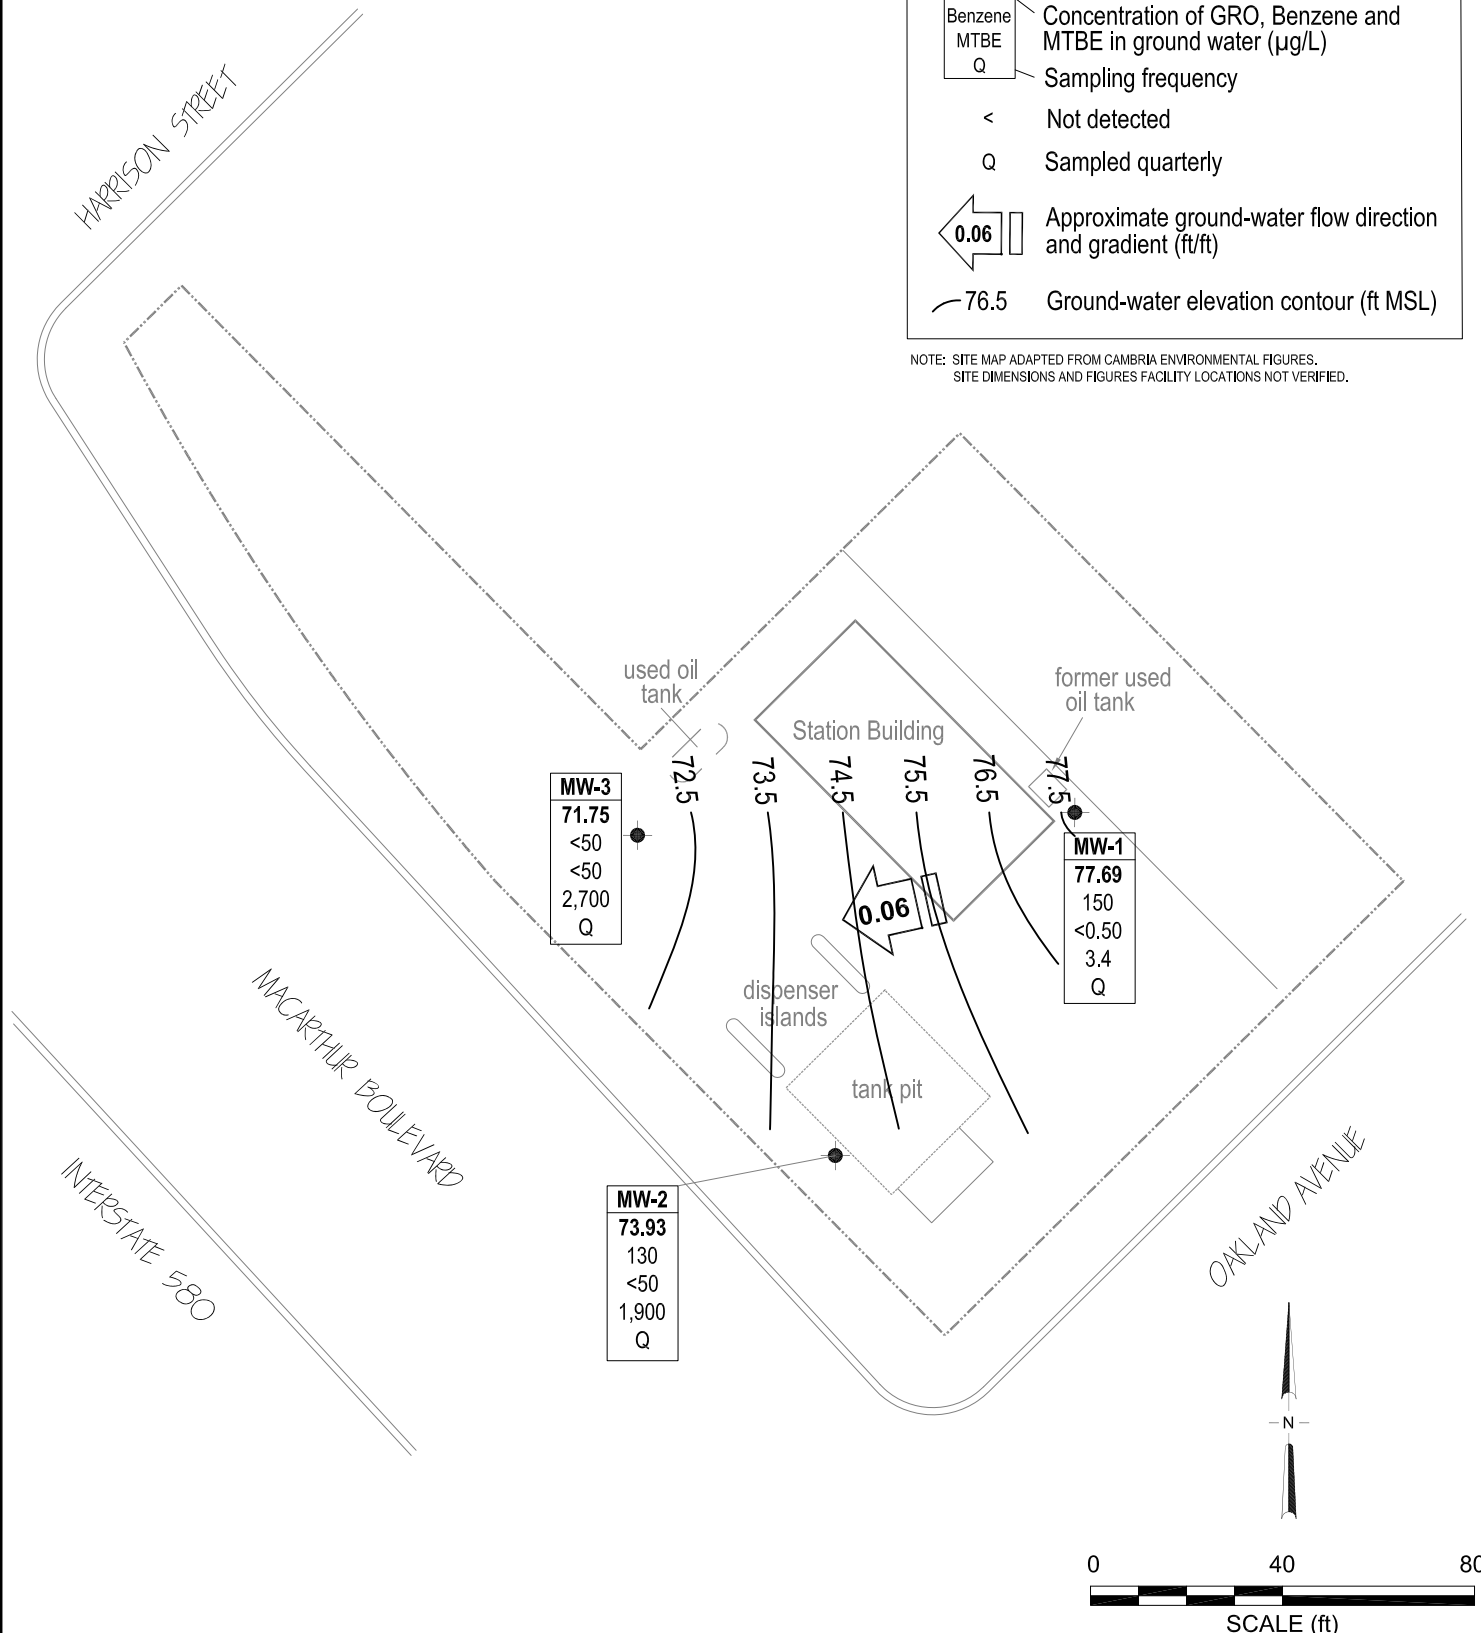 Benzene
MTBE
Q
Concentration of GRO, Benzene and
MTBE in ground water (µg/L)
Sampling frequency
< Not detected
Q Sampled quarterly
0.06
Approximate ground-water flow direction
and gradient (ft/ft)
76.5 Ground-water elevation contour (ft MSL)
NOTE: SITE MAP ADAPTED FROM CAMBRIA ENVIRONMENTAL FIGURES.
SITE DIMENSIONS AND FIGURES FACILITY LOCATIONS NOT VERIFIED.
HARRISON STREET
used oil
tank
Station Building
former used
oil tank
72.5
73.5
74.5
75.5
76.5
77.5
MW-3
71.75
<50
<50
2,700
Q
MW-1
77.69
150
<0.50
3.4
Q
0.06
dispenser
islands
tank pit
MACARTHUR BOULEVARD
INTERSTATE 580
MW-2
73.93
130
<50
1,900
Q
OAKLAND AVENUE
N
0 40 80
SCALE (ft)